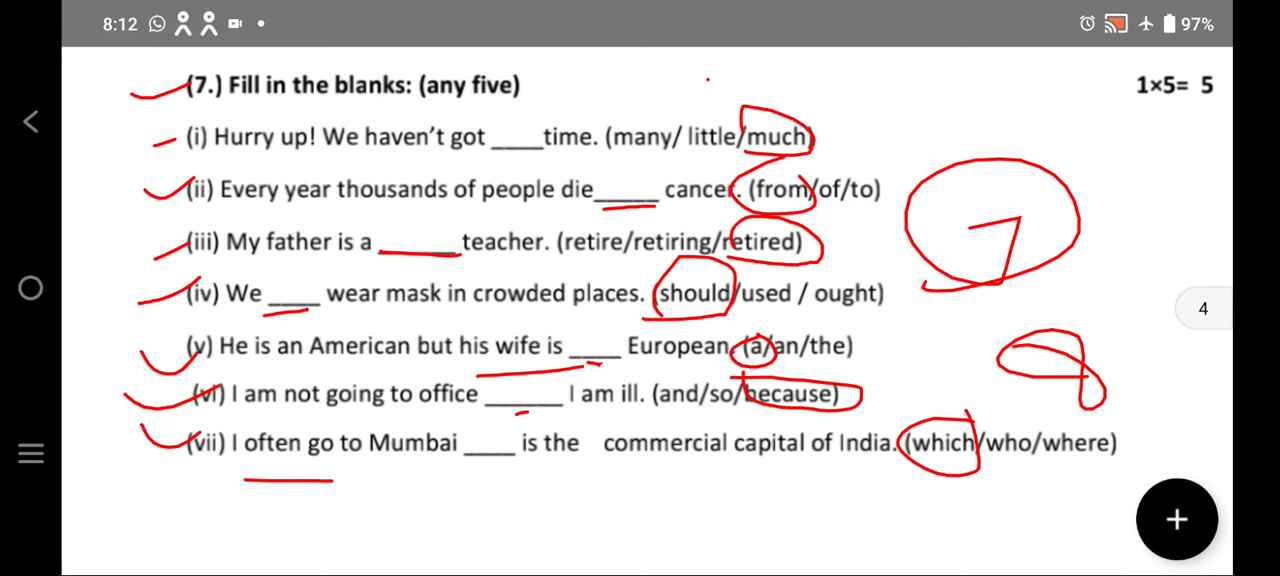 8:12 97%
(7.) Fill in the blanks: (any five) 1×5= 5
(i) Hurry up! We haven't got ____time. (many/ little/much)
(ii) Every year thousands of people die_____ cancer. (from/of/to)
(iii) My father is a ______ teacher. (retire/retiring/retired)
(iv) We ____ wear mask in crowded places. (should/used / ought)
(v) He is an American but his wife is ____ European. (a/an/the)
(vi) I am not going to office ______ I am ill. (and/so/because)
(vii) I often go to Mumbai ____ is the commercial capital of India. (which/who/where)
7
4